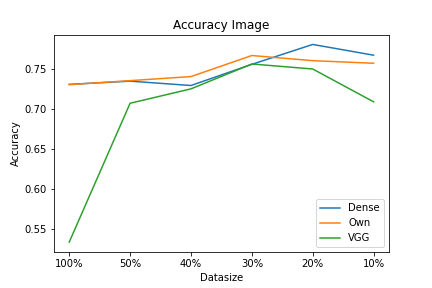 Accuracy Image
Accuracy
0.75
0.70
0.65
0.60
0.55
100% 50% 40% 30% 20% 10%
Datasize
Dense
Own
VGG